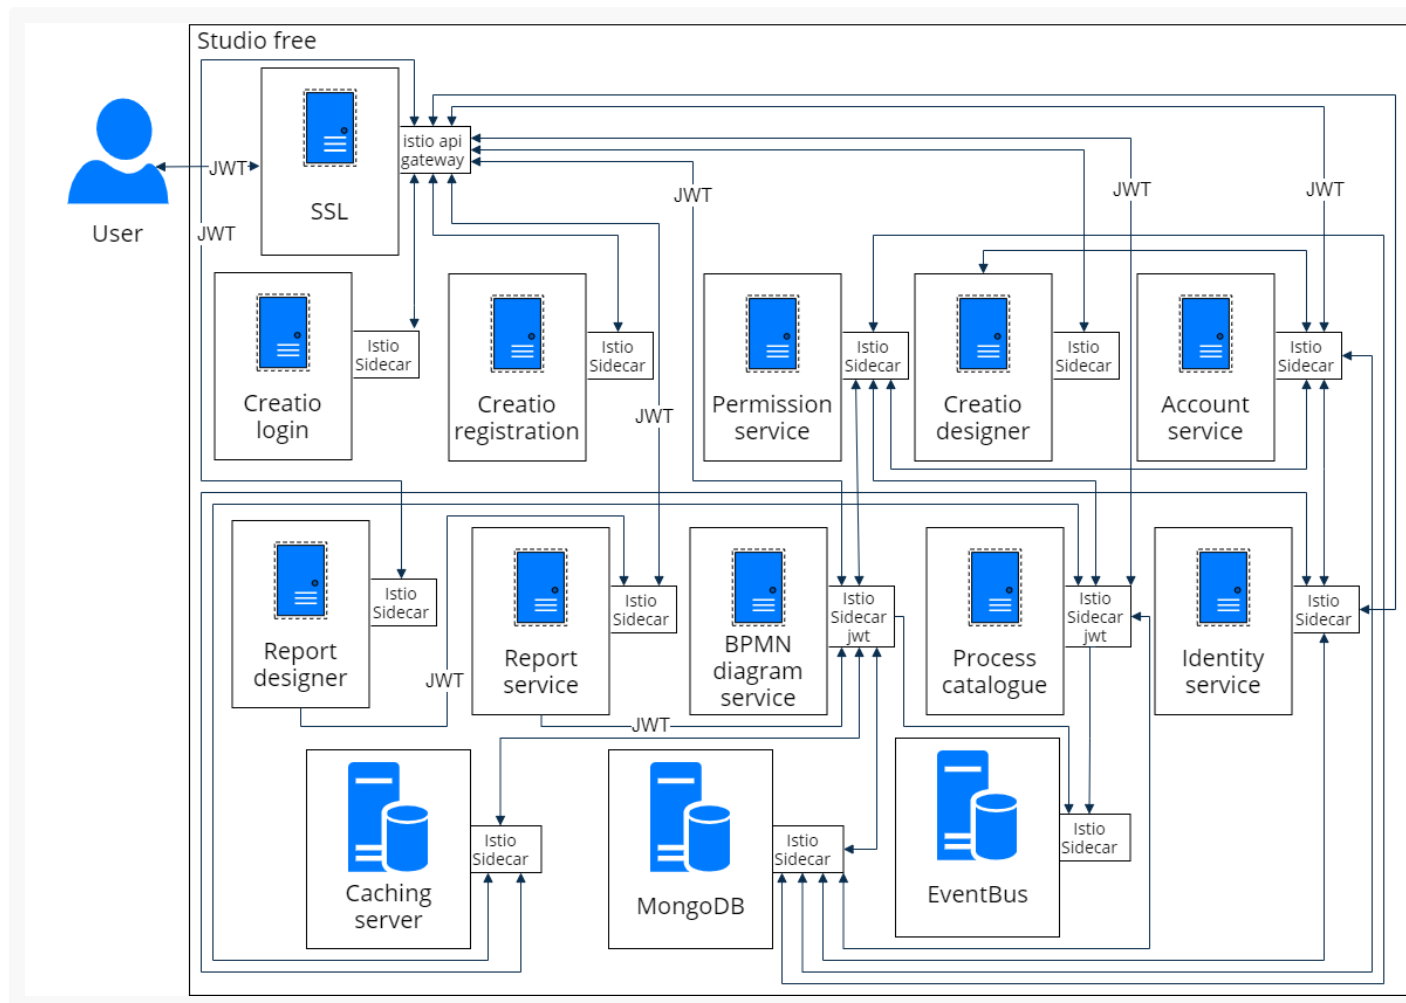 Studio free
istio api
gateway
JWT
SSL
JWT
JWT
JWT
User
JWT
Istio
Sidecar
Creatio
login
Istio
Sidecar
Creatio
registration
Istio
Sidecar
Permission
service
Istio
Sidecar
Creatio
designer
Istio
Sidecar
Account
service
JWT
Istio
Sidecar
Report
designer
Istio
Sidecar
Report
service
Istio
Sidecar
jwt
BPMN
diagram
service
Istio
Sidecar
jwt
Process
catalogue
Istio
Sidecar
Identity
service
JWT
JWT
Istio
Sidecar
Caching
server
Istio
Sidecar
MongoDB
Istio
Sidecar
EventBus